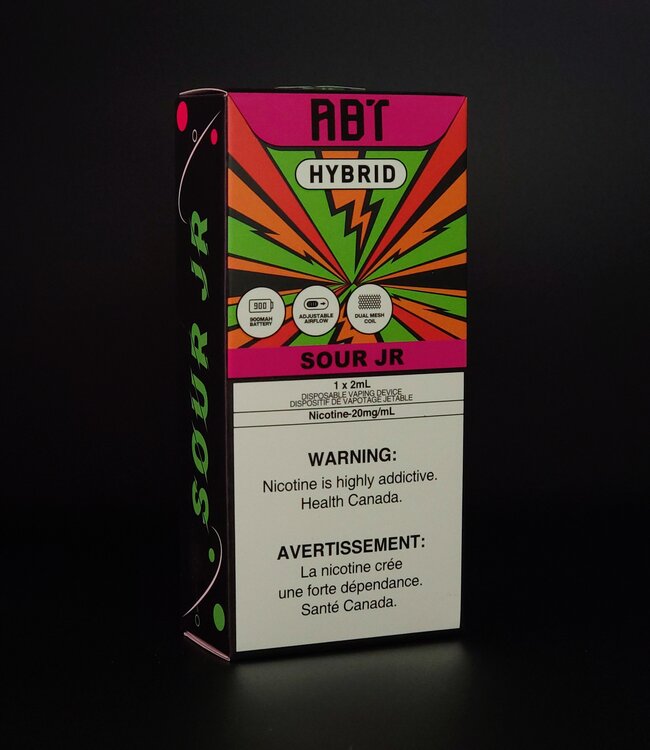 ABT
HYBRID
900
900MAH
BATTERY
ADJUSTABLE
AIRFLOW
DUAL MESH
COIL
SOUR JR
1 x 2mL
DISPOSABLE VAPING DEVICE
DISPOSITIF DE VAPOTAGE JETABLE
Nicotine-20mg/mL
WARNING:
Nicotine is highly addictive.
Health Canada.
AVERTISSEMENT:
La nicotine crée
une forte dépendance.
Santé Canada.
SOUR JR